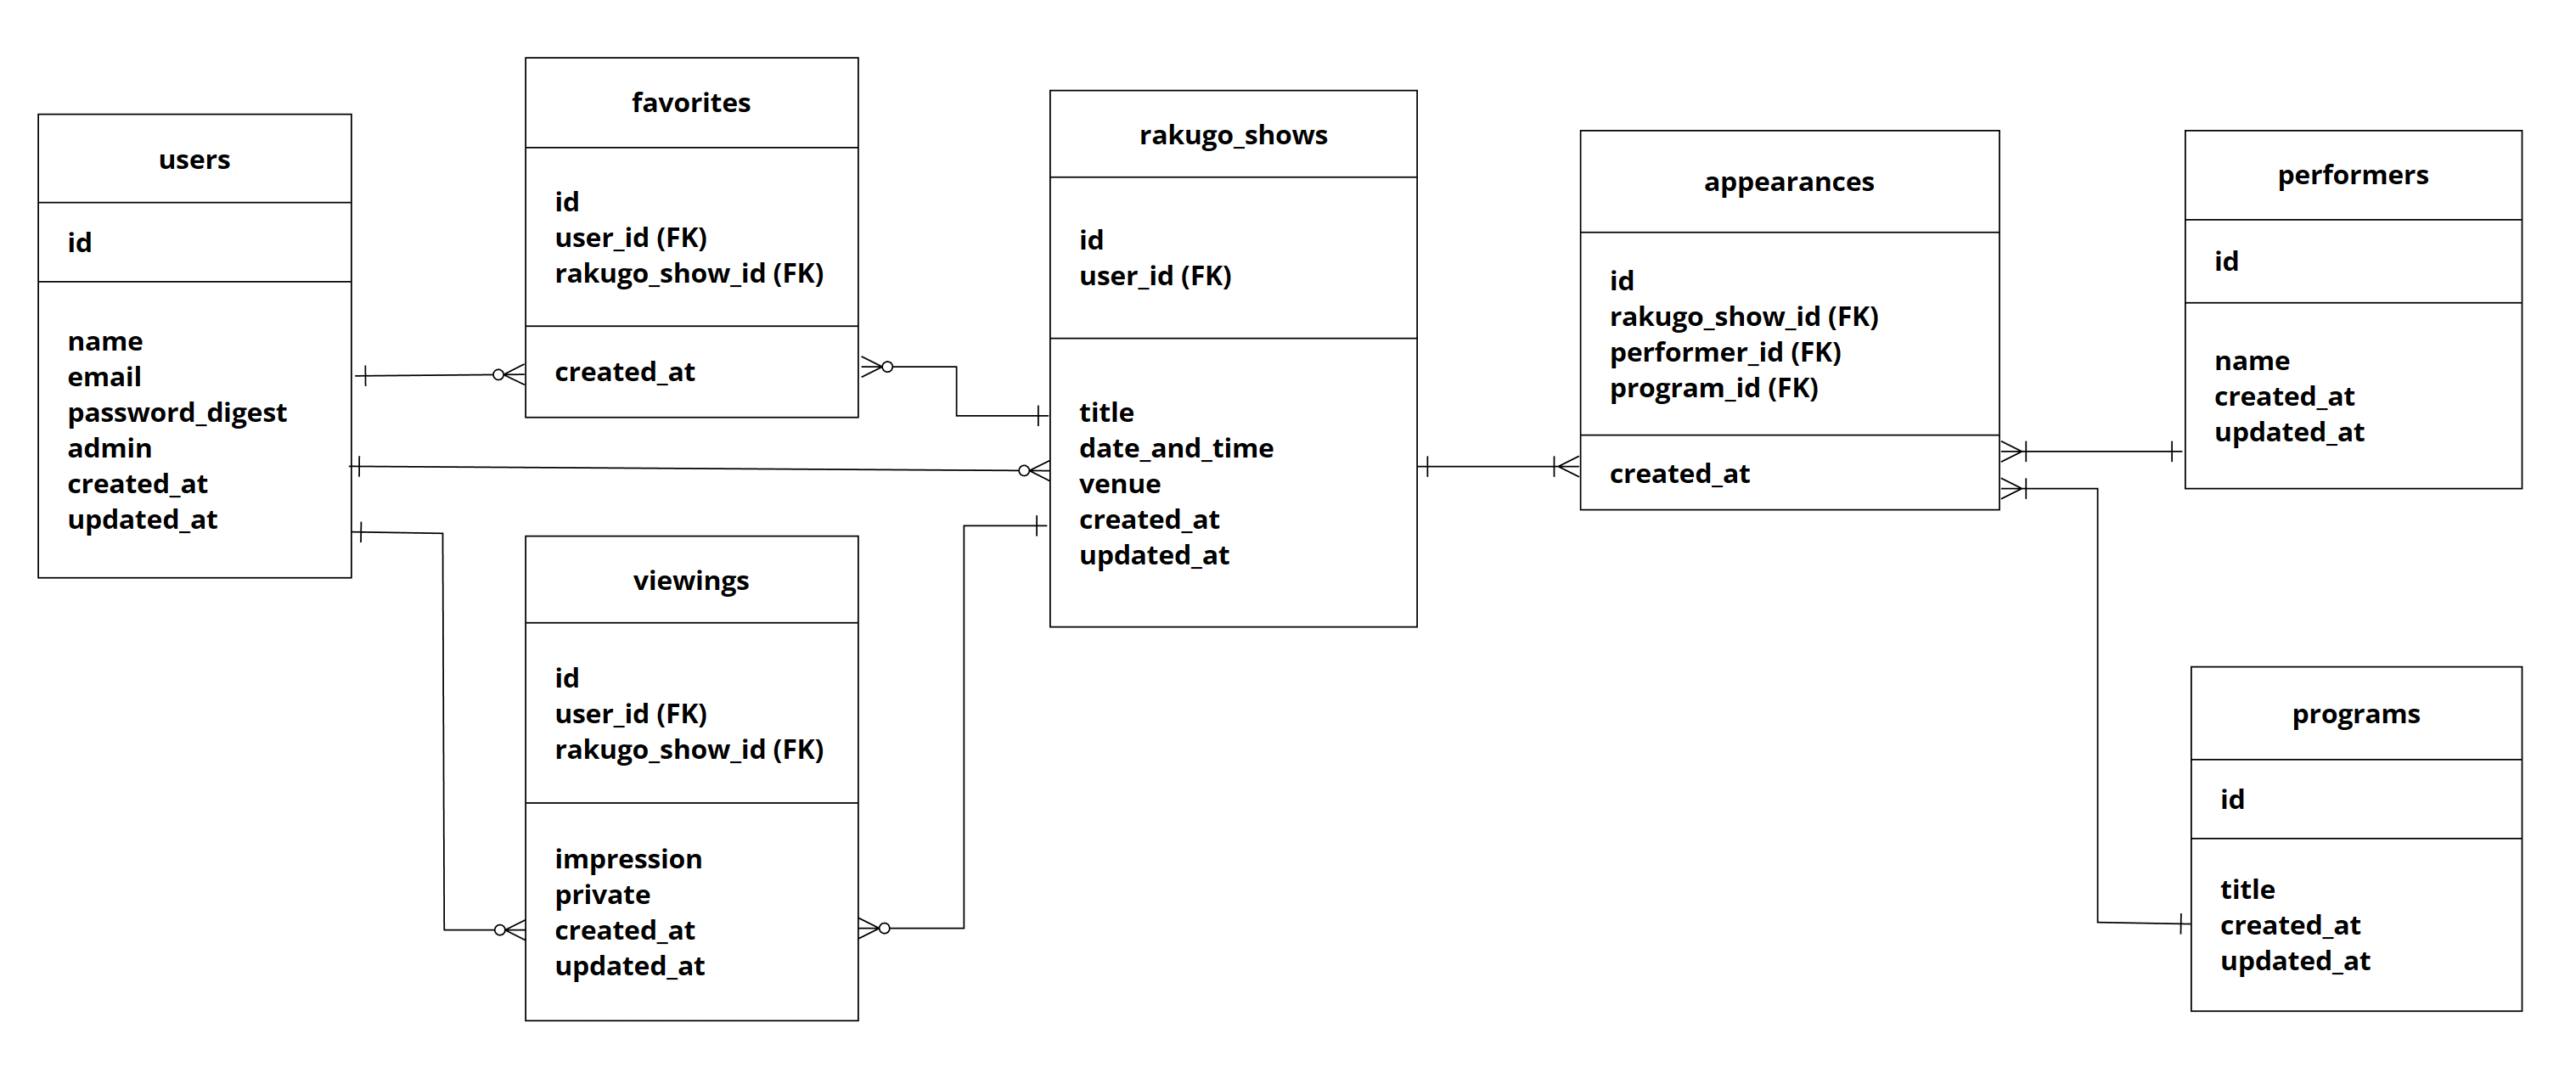 users
id
name
email
password_digest
admin
created_at
updated_at
favorites
id
user_id (FK)
rakugo_show_id (FK)
created_at
viewings
id
user_id (FK)
rakugo_show_id (FK)
impression
private
created_at
updated_at
rakugo_shows
id
user_id (FK)
title
date_and_time
venue
created_at
updated_at
appearances
id
rakugo_show_id (FK)
performer_id (FK)
program_id (FK)
created_at
performers
id
name
created_at
updated_at
programs
id
title
created_at
updated_at